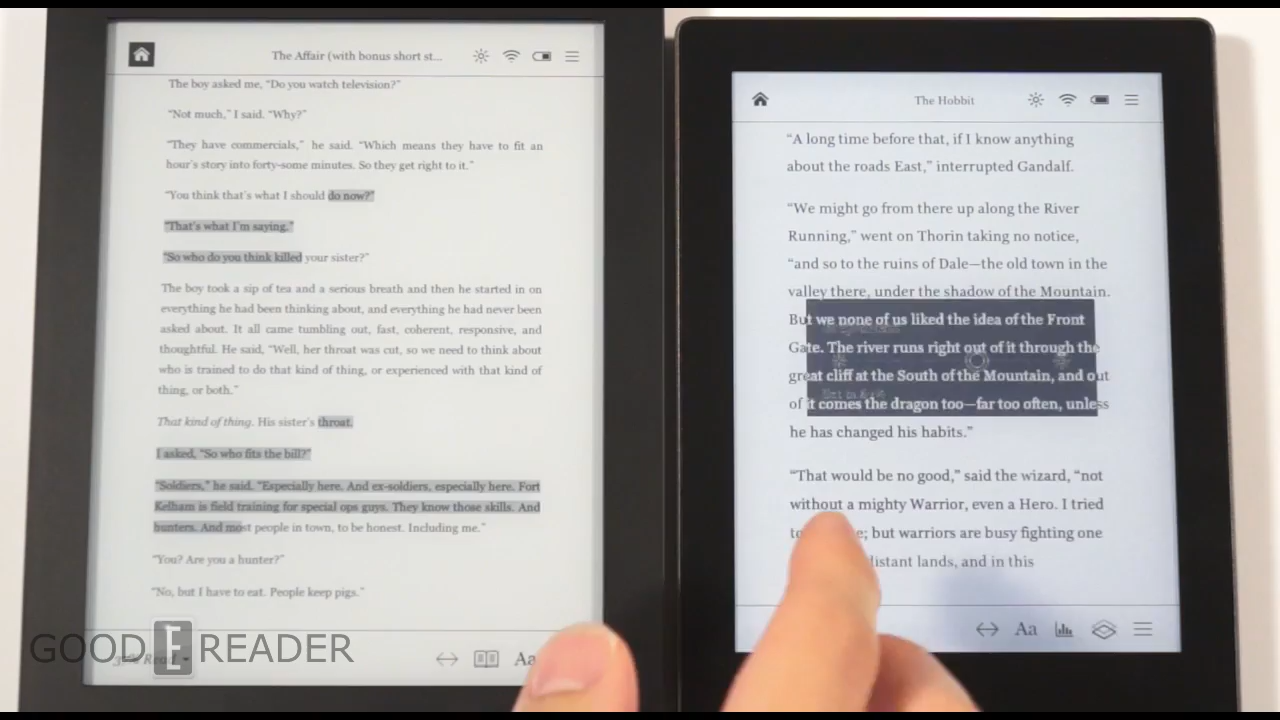 The Affair (with bonus short st...
The boy asked me, “Do you watch television?”
“Not much,” I said. “Why?”
“They have commercials,” he said. “Which means they have to fit an
hour’s story into forty-some minutes. So they get right to it.”
“You think that’s what I should do now?”
“That’s what I’m saying.”
“So who do you think killed your sister?”
The boy took a sip of tea and a serious breath and then he started in on
everything he had been thinking about, and everything he had never been
asked about. It all came tumbling out, fast, coherent, responsive, and
thoughtful. He said, “Well, her throat was cut, so we need to think about
who is trained to do that kind of thing, or experienced with that kind of
thing, or both.”
That kind of thing. His sister’s throat.
I asked, “So who fits the bill?”
“Soldiers,” he said. “Especially here. And ex-soldiers, especially here. Fort
Kelham is field training for special ops guys. They know those skills. And
hunters. And most people in town, to be honest. Including me.”
“You? Are you a hunter?”
“No, but I have to eat. People keep pigs.”
Read
Aa
GOOD E READER
The Hobbit
“A long time before that, if I know anything
about the roads East,” interrupted Gandalf.
“We might go from there up along the River
Running,” went on Thorin taking no notice,
“and so to the ruins of Dale—the old town in the
valley there, under the shadow of the Mountain.
But we none of us liked the idea of the Front
Gate. The river runs right out of it through the
great cliff at the South of the Mountain, and out
of it comes the dragon too—far too often, unless
he has changed his habits.”
“That would be no good,” said the wizard, “not
without a mighty Warrior, even a Hero. I tried
but warriors are busy fighting one
distant lands, and in this
Aa